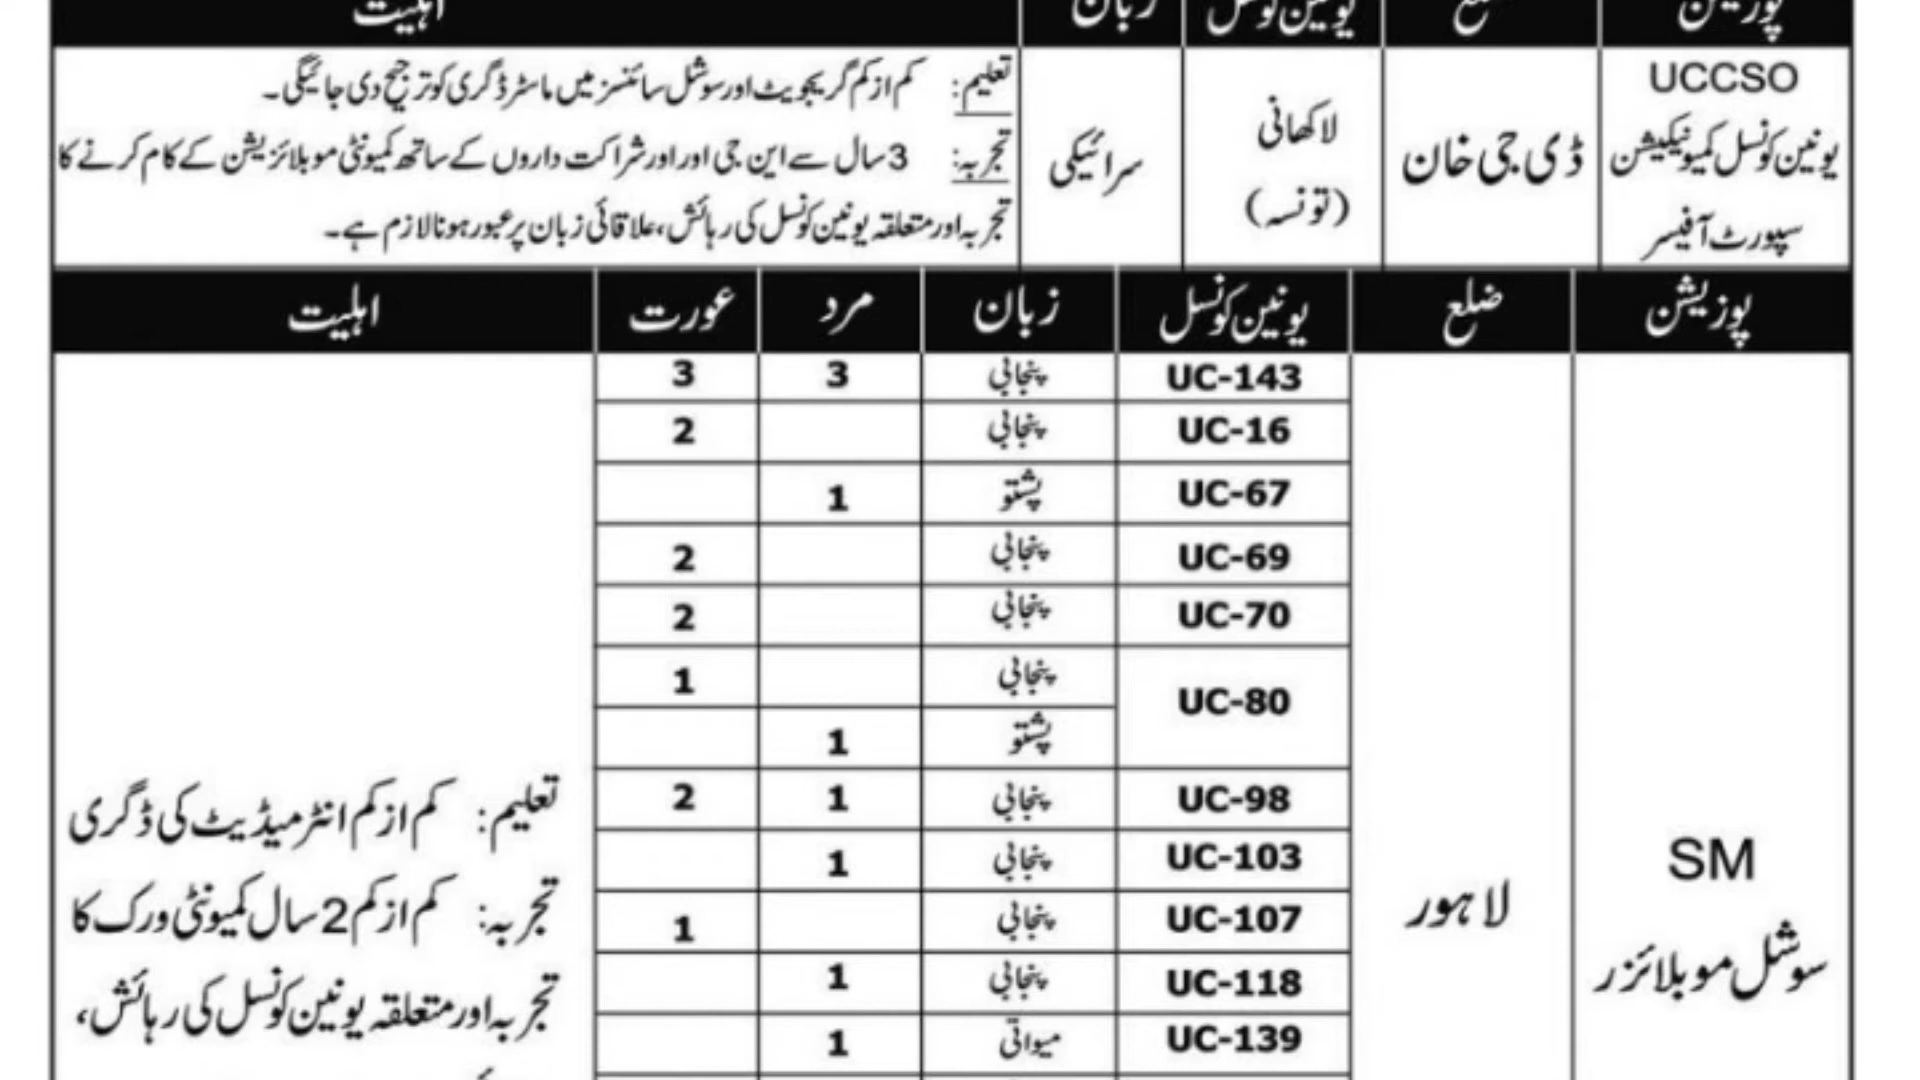 پوزیشن ضلع یونین کونسل زبان اہلیت
UCCSO
یونین کونسل کمیونیکیشن
سپورٹ آفیسر
ڈی جی خان
لاکھانی
(تونسہ)
سرائیکی
تعلیم: کم از کم گریجویٹ اور سوشل سائنسز میں ماسٹر ڈگری کو ترجیح دی جائیگی۔
تجربہ: 3 سال سے این جی اور اور شراکت داروں کے ساتھ کمیونٹی موبلائزیشن کے کام کرنے کا
تجربہ اور متعلقہ یونین کونسل کی رہائش، علاقائی زبان پر عبور ہونا لازم ہے۔
پوزیشن ضلع یونین کونسل زبان مرد عورت اہلیت
SM
سوشل موبلائزر
لاہور
UC-143 پنجابی 3 3
UC-16 پنجابی 2
UC-67 پشتو 1
UC-69 پنجابی 2
UC-70 پنجابی 2
UC-80 پنجابی 1
پشتو 1
UC-98 پنجابی 1 2
UC-103 پنجابی 1
UC-107 پنجابی 1
UC-118 پنجابی 1
UC-139 میواتی 1
تعلیم: کم از کم انٹرمیڈیٹ کی ڈگری
تجربہ: کم از کم 2 سال کمیونٹی ورک کا
تجربہ اور متعلقہ یونین کونسل کی رہائش،